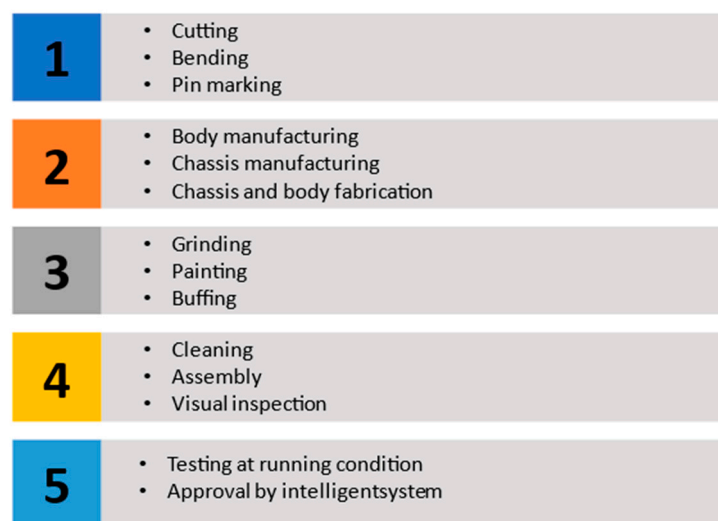 1
• Cutting
• Bending
• Pin marking
2
• Body manufacturing
• Chassis manufacturing
• Chassis and body fabrication
3
• Grinding
• Painting
• Buffing
4
• Cleaning
• Assembly
• Visual inspection
5
• Testing at running condition
• Approval by intelligentsystem